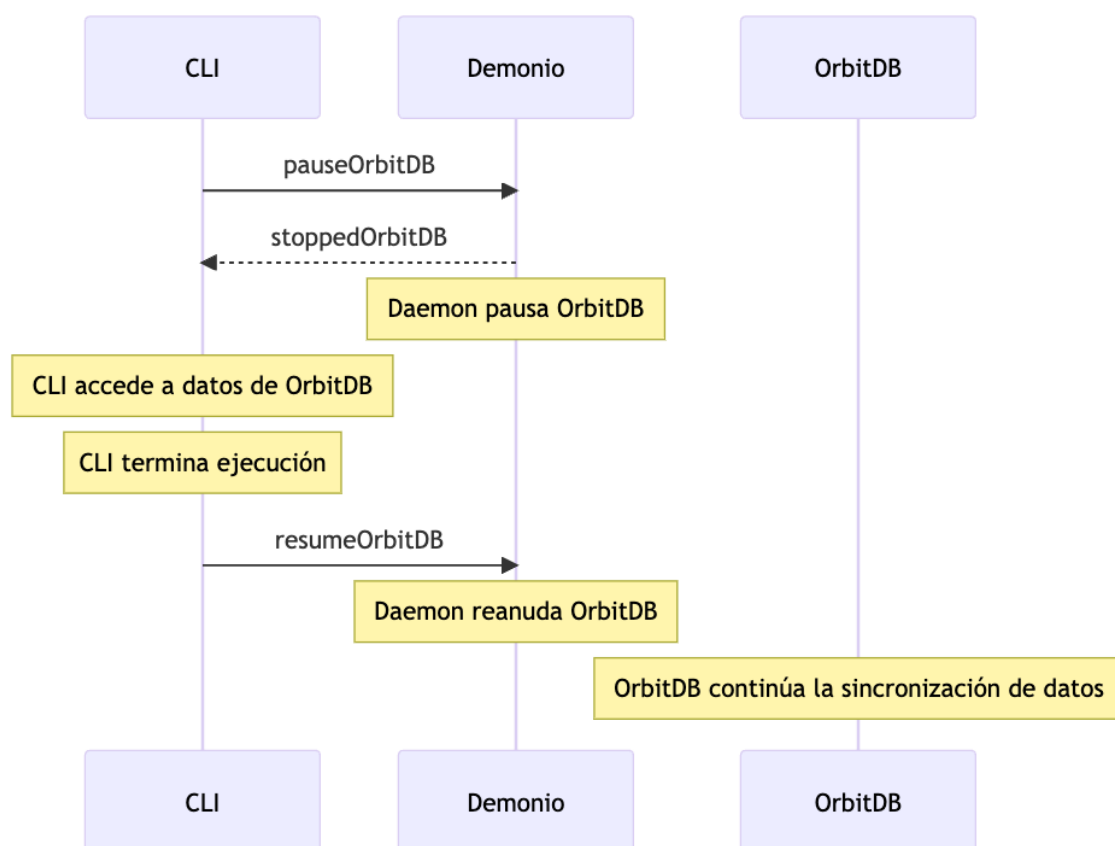 CLI
Demonio
OrbitDB
pauseOrbitDB
stoppedOrbitDB
Daemon pausa OrbitDB
CLI accede a datos de OrbitDB
CLI termina ejecución
resumeOrbitDB
Daemon reanuda OrbitDB
OrbitDB continúa la sincronización de datos
CLI
Demonio
OrbitDB